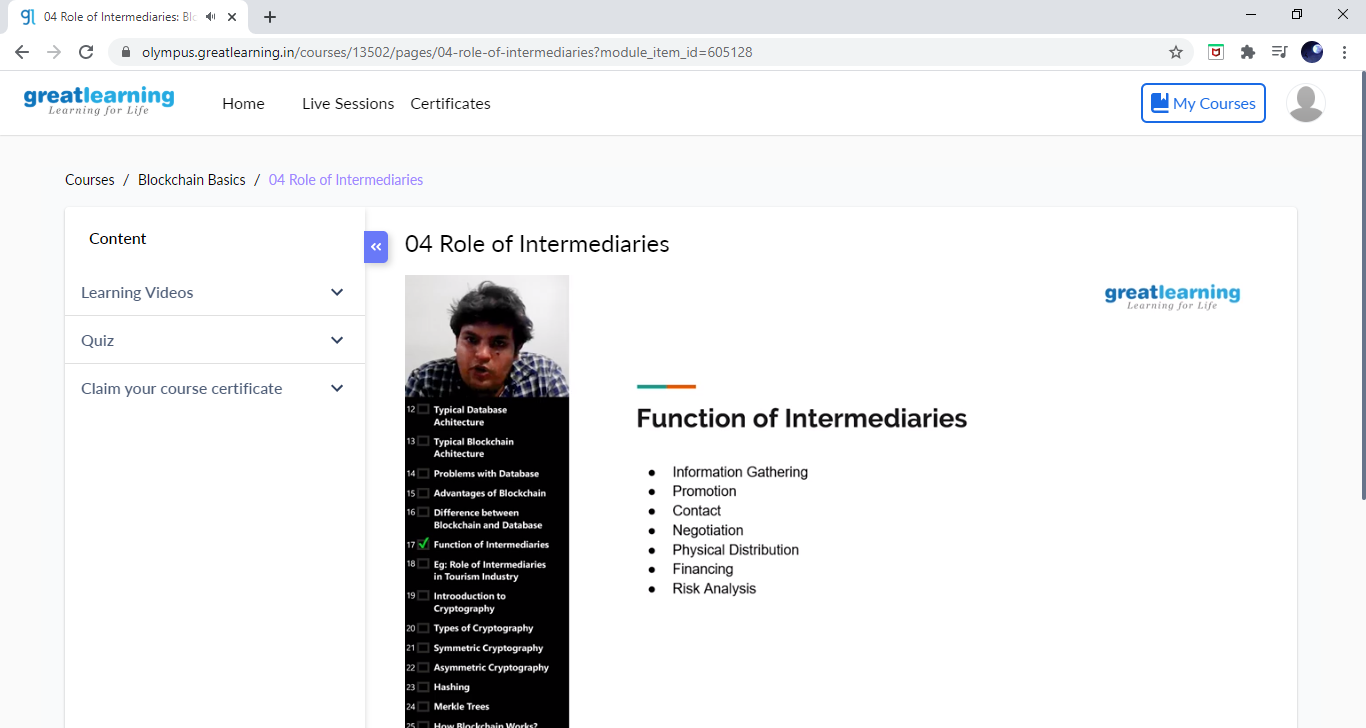 04 Role of Intermediaries: Blo
olympus.greatlearning.in/courses/13502/pages/04-role-of-intermediaries?module_item_id=605128
greatlearning
Learning for Life
Home
Live Sessions
Certificates
My Courses
Courses / Blockchain Basics / 04 Role of Intermediaries
Content
Learning Videos
Quiz
Claim your course certificate
04 Role of Intermediaries
12 Typical Database
Achitecture
13 Typical Blockchain
Achitecture
14 Problems with Database
15 Advantages of Blockchain
16 Difference between
Blockchain and Database
17 Function of Intermediaries
18 Eg: Role of Intermediaries
in Tourism Industry
19 Introoduction to
Cryptography
20 Types of Cryptography
21 Symmetric Cryptography
22 Asymmetric Cryptography
23 Hashing
24 Merkle Trees
25 How Blockchain Works?
greatlearning
Learning for Life
Function of Intermediaries
● Information Gathering
● Promotion
● Contact
● Negotiation
● Physical Distribution
● Financing
● Risk Analysis